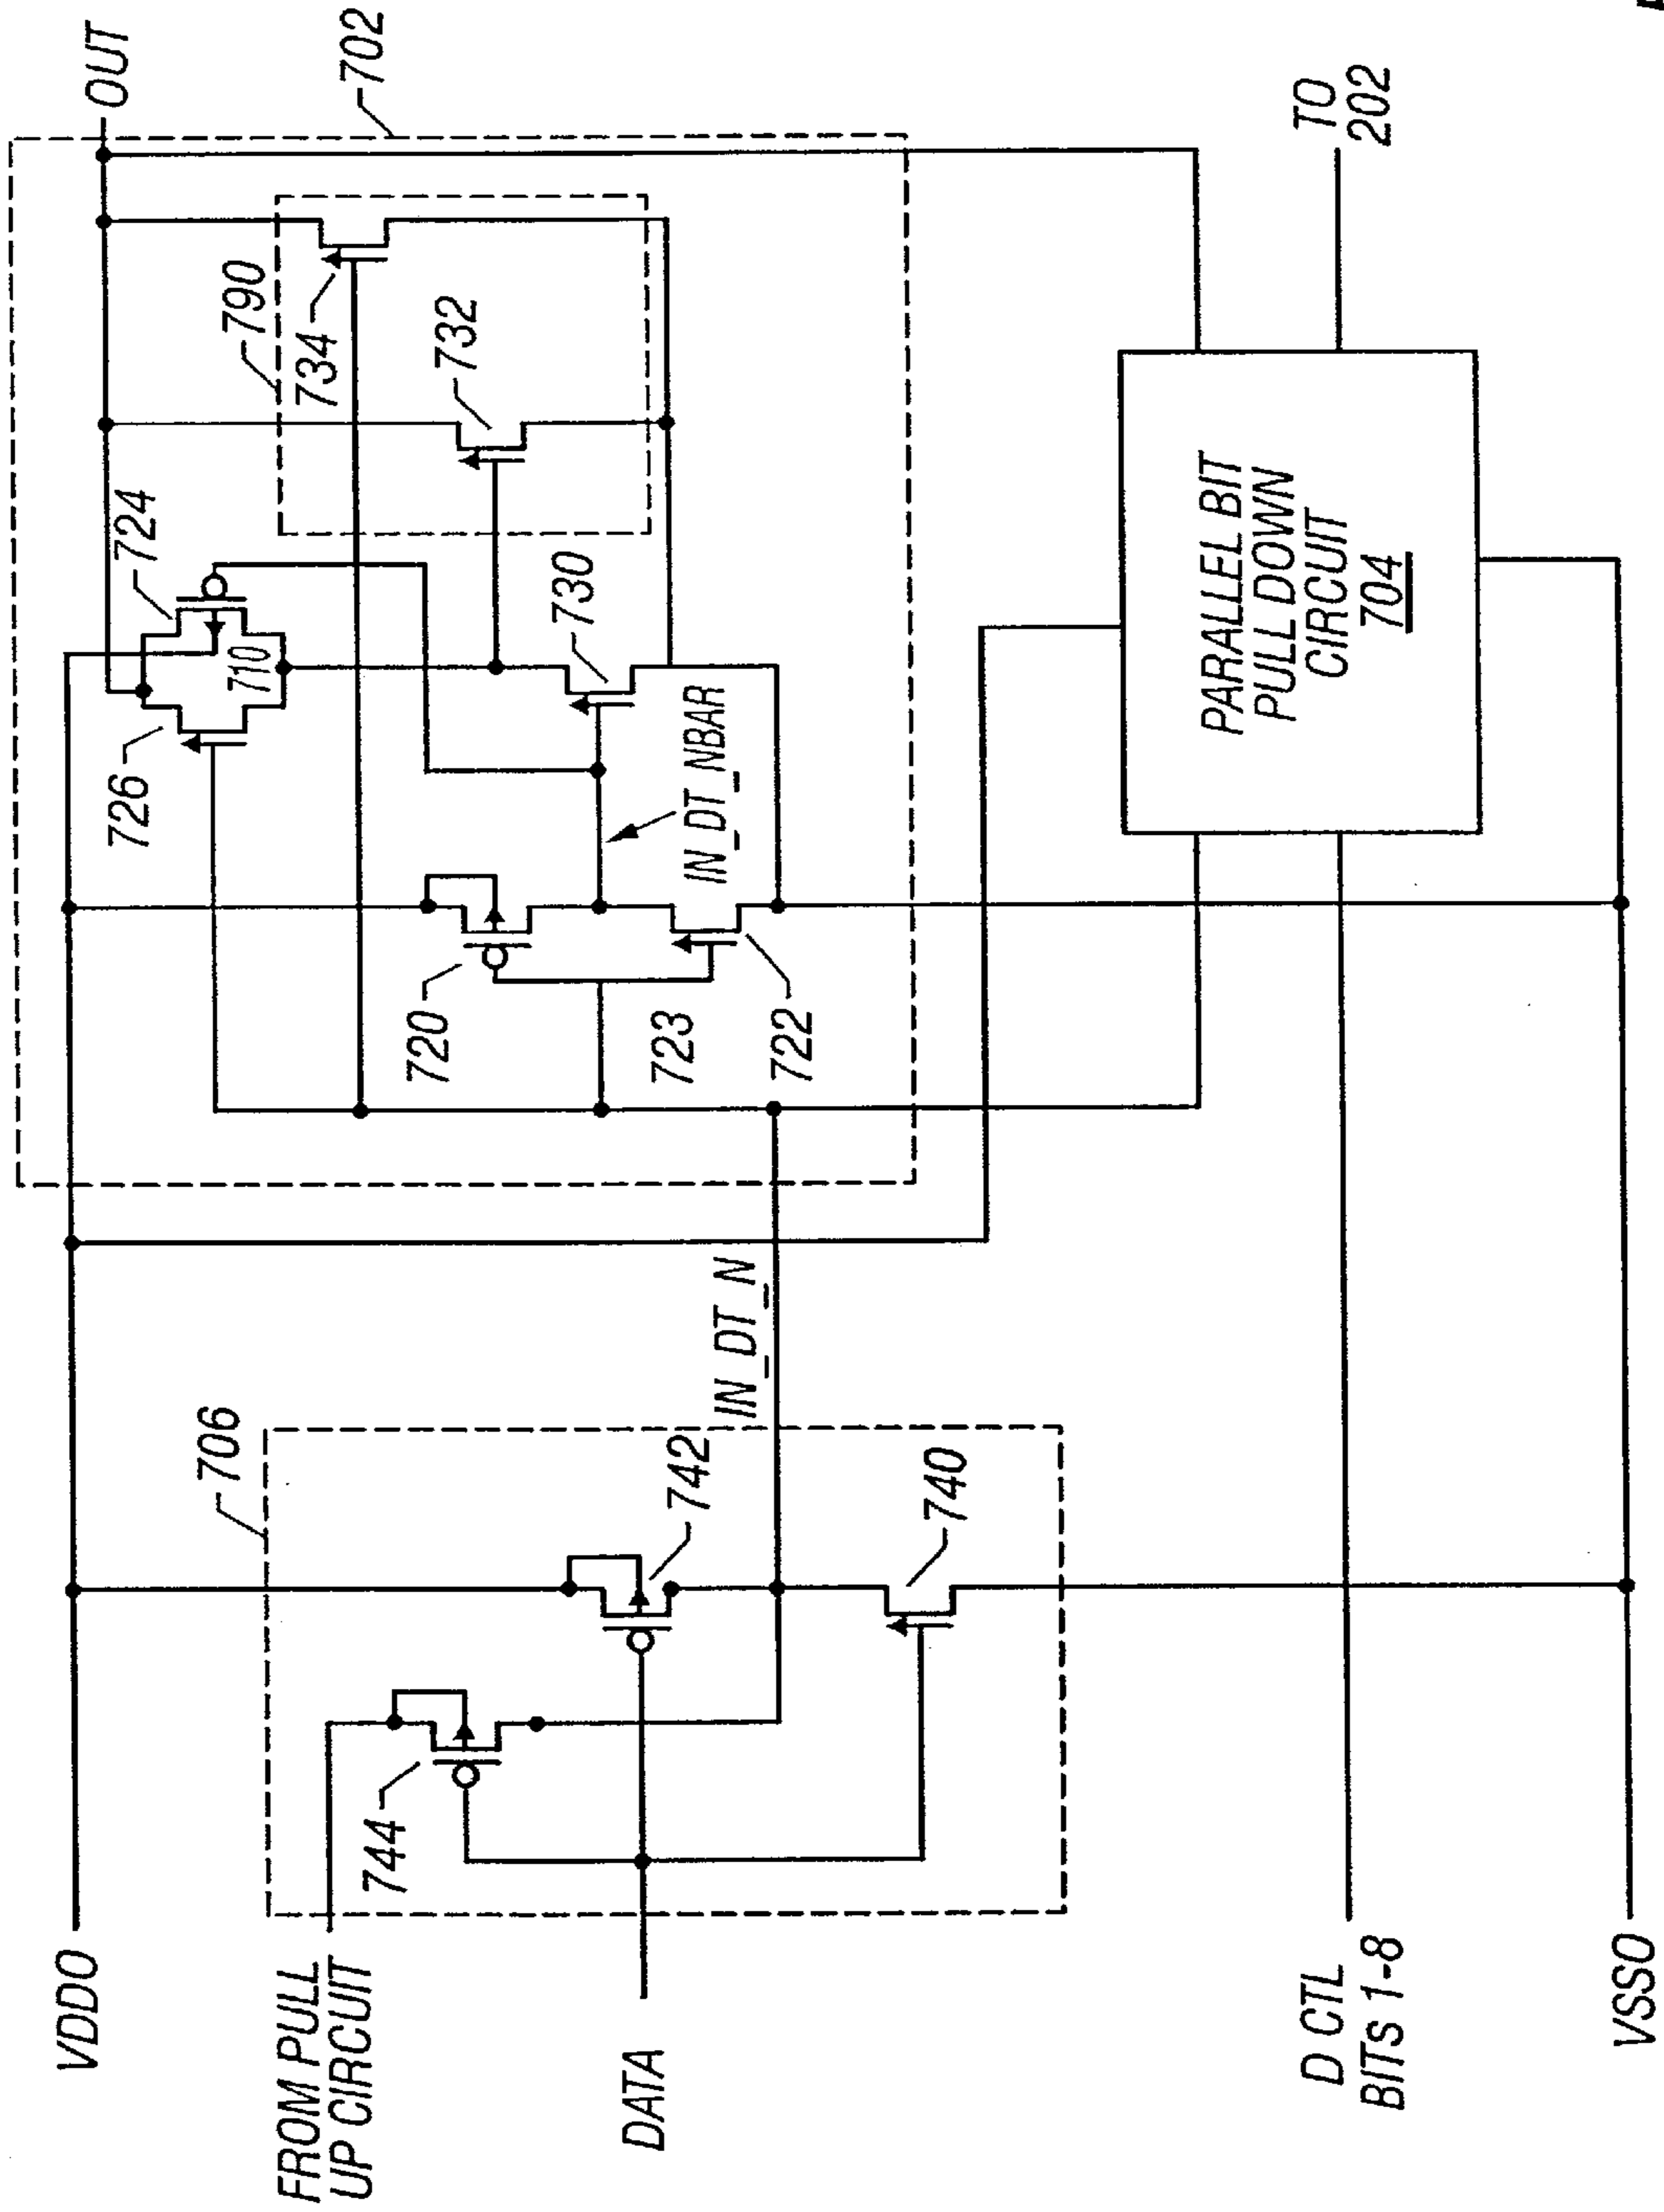 OUT
702
TO
202
790
734
732
724
710
726
730
IN_DT_NBAR
720
723
722
PARALLEL BIT
PULL DOWN
CIRCUIT
704
IN_DT_N
706
742
740
744
VDDO
FROM PULL
UP CIRCUIT
DATA
D CTL
BITs 1-8
VSSO